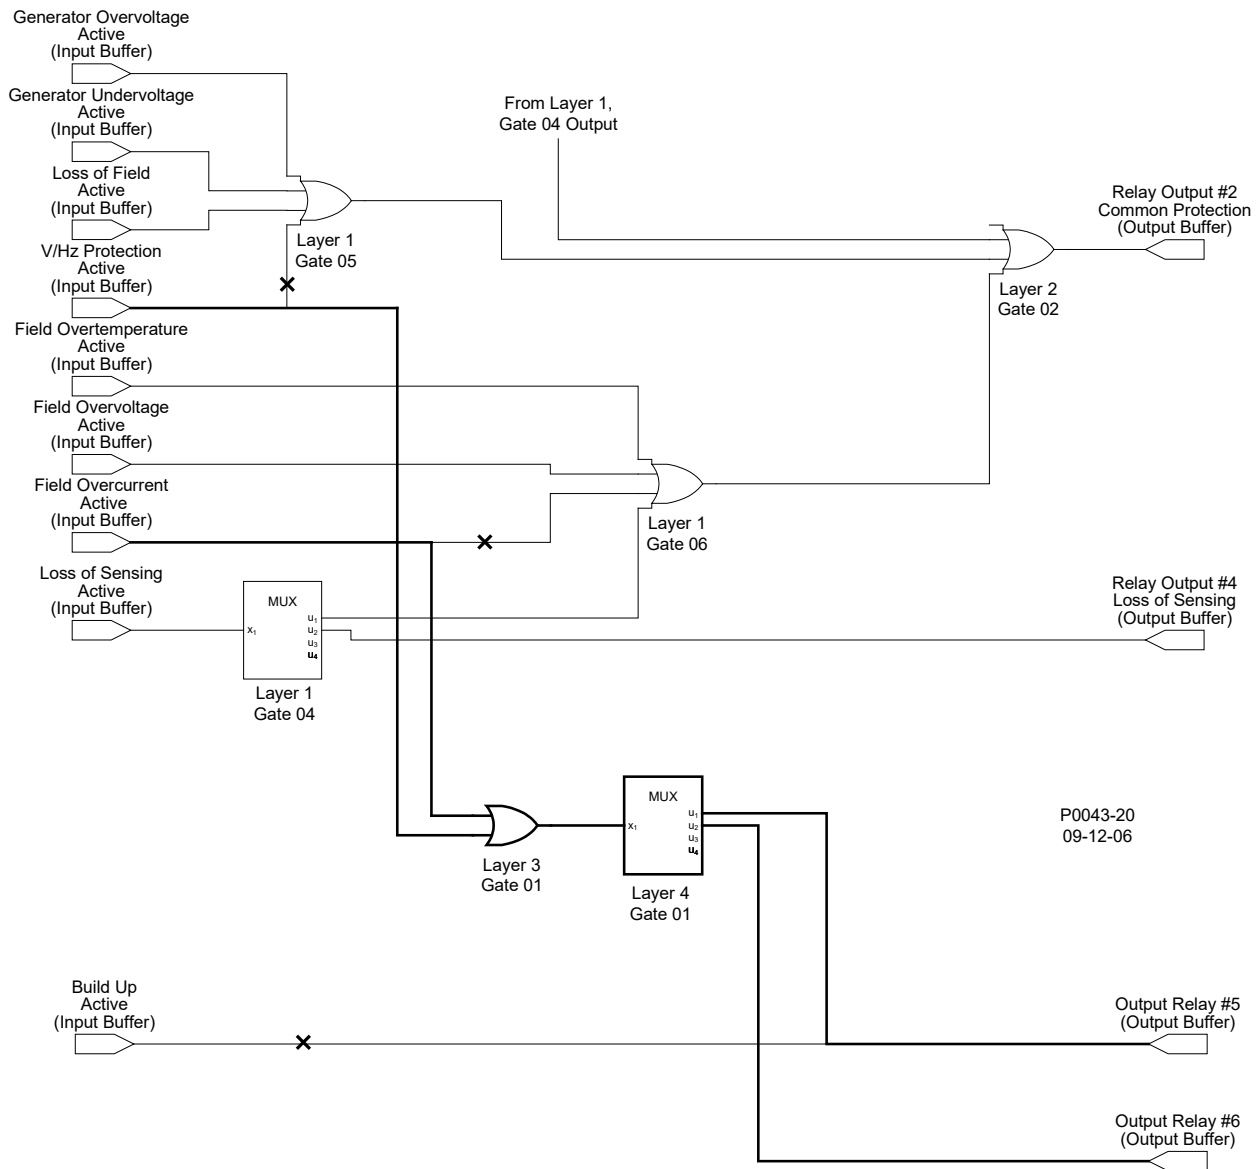 Generator Overvoltage
Active
(Input Buffer)
Generator Undervoltage
Active
(Input Buffer)
Loss of Field
Active
(Input Buffer)
V/Hz Protection
Active
(Input Buffer)
Field Overtemperature
Active
(Input Buffer)
Field Overvoltage
Active
(Input Buffer)
Field Overcurrent
Active
(Input Buffer)
Loss of Sensing
Active
(Input Buffer)
Layer 1
Gate 05
From Layer 1,
Gate 04 Output
Layer 2
Gate 02
Relay Output #2
Common Protection
(Output Buffer)
Layer 1
Gate 06
MUX
x1
u1
u2
u3
u4
Layer 1
Gate 04
Relay Output #4
Loss of Sensing
(Output Buffer)
Layer 3
Gate 01
MUX
x1
u1
u2
u3
u4
Layer 4
Gate 01
P0043-20
09-12-06
Build Up
Active
(Input Buffer)
Output Relay #5
(Output Buffer)
Output Relay #6
(Output Buffer)